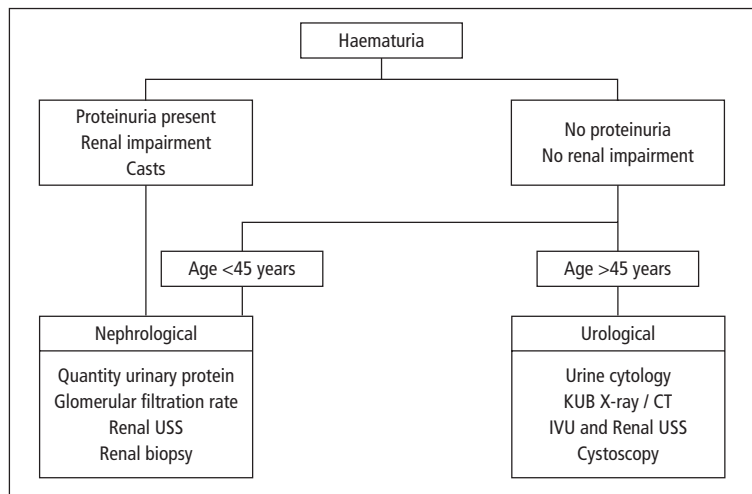 Haematuria
Proteinuria present
Renal impairment
Casts
No proteinuria
No renal impairment
Age <45 years
Age >45 years
Nephrological
Quantity urinary protein
Glomerular filtration rate
Renal USS
Renal biopsy
Urological
Urine cytology
KUB X-ray / CT
IVU and Renal USS
Cystoscopy